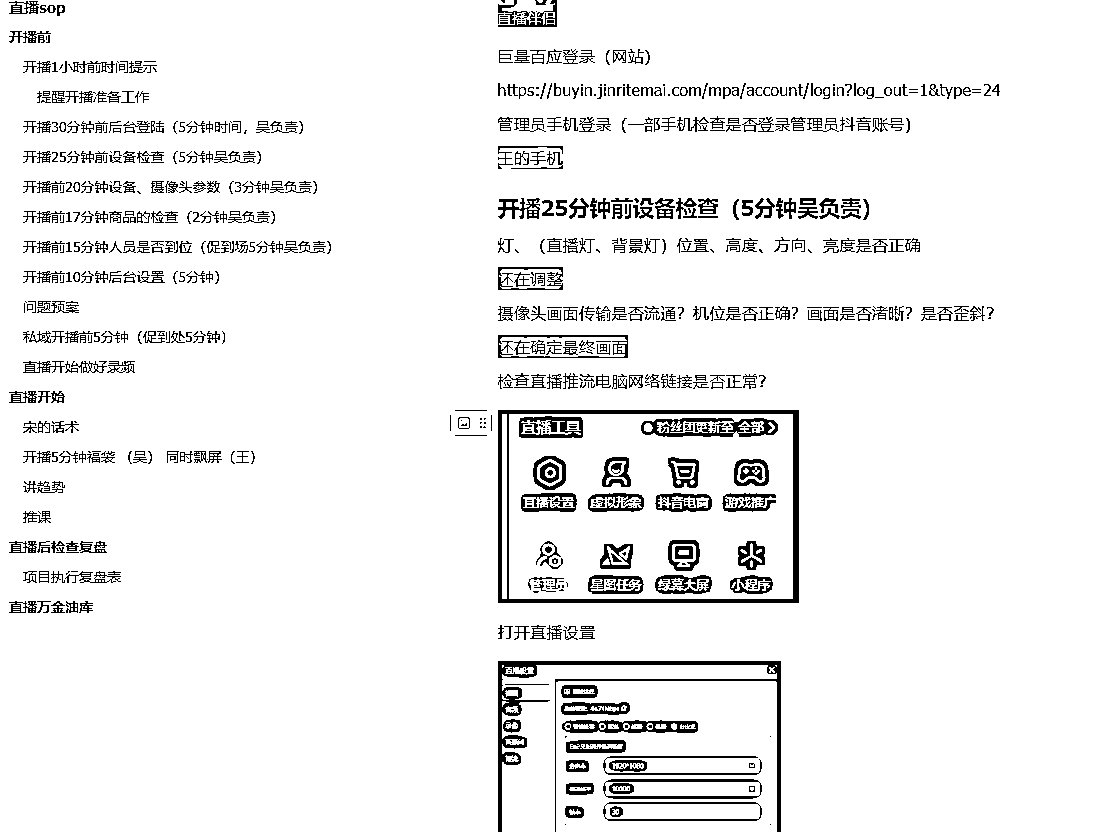 直播sop
开播前
开播1小时前时间提示
提醒开播准备工作
开播30分钟前后台登陆（5分钟时间，吴负责）
开播25分钟前设备检查（5分钟吴负责）
开播前20分钟设备、摄像头参数（3分钟吴负责）
开播前17分钟商品的检查（2分钟吴负责）
开播前15分钟人员是否到位（促到场5分钟吴负责）
开播前10分钟后台设置（5分钟）
问题预案
私域开播前5分钟（促到处5分钟）
直播开始做好录频
直播开始
宋的话术
开播5分钟福袋 （吴） 同时飘屏（王）
讲趋势
推课
直播后检查复盘
项目执行复盘表
直播万金油库
直播伴侣
巨量百应登录（网站）
https://buyin.jinritemai.com/mpa/account/login?log_out=1&type=24
管理员手机登录（一部手机检查是否登录管理员抖音账号）
王的手机
开播25分钟前设备检查（5分钟吴负责）
灯、（直播灯、背景灯）位置、高度、方向、亮度是否正确
还在调整
摄像头画面传输是否流通？机位是否正确？画面是否清晰？是否歪斜？
还在确定最终画面
检查直播推流电脑网络链接是否正常？
直播工具
粉丝团更新至 全部
直播设置 虚拟形象 抖音电商 游戏推广
管理员 星图任务 绿幕大屏 小程序
打开直播设置
直播设置
1920*1080
30